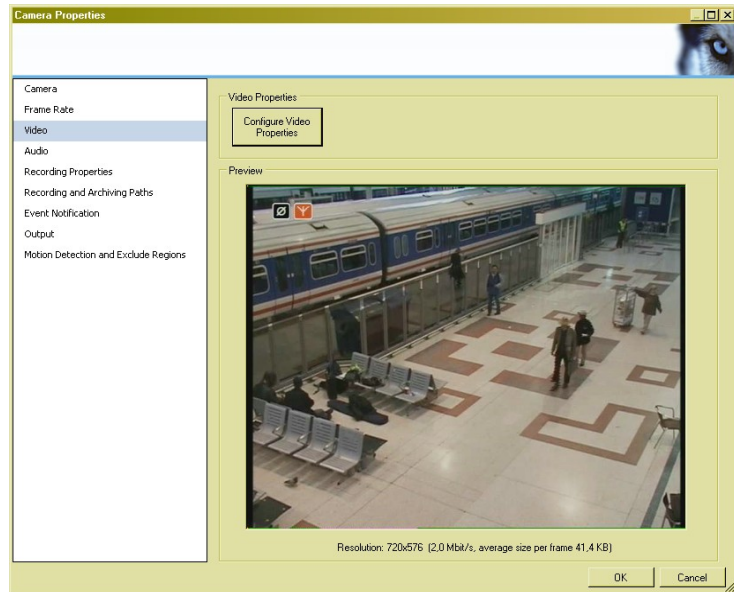 Camera Properties
Camera
Frame Rate
Video
Audio
Recording Properties
Recording and Archiving Paths
Event Notification
Output
Motion Detection and Exclude Regions
Video Properties
Configure Video
Properties
Preview
Resolution: 720x576 (2,0 Mbit/s, average size per frame 41,4 KB)
OK
Cancel